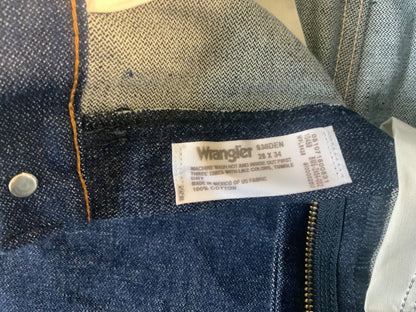 Wrangler 936DEN
28 X 34
MACHINE WASH HOT AND INSIDE OUT FIRST
THREE TIMES WITH LIKE COLORS, TUMBLE
DRY
MADE IN MEXICO OF US FABRIC
100% COTTON